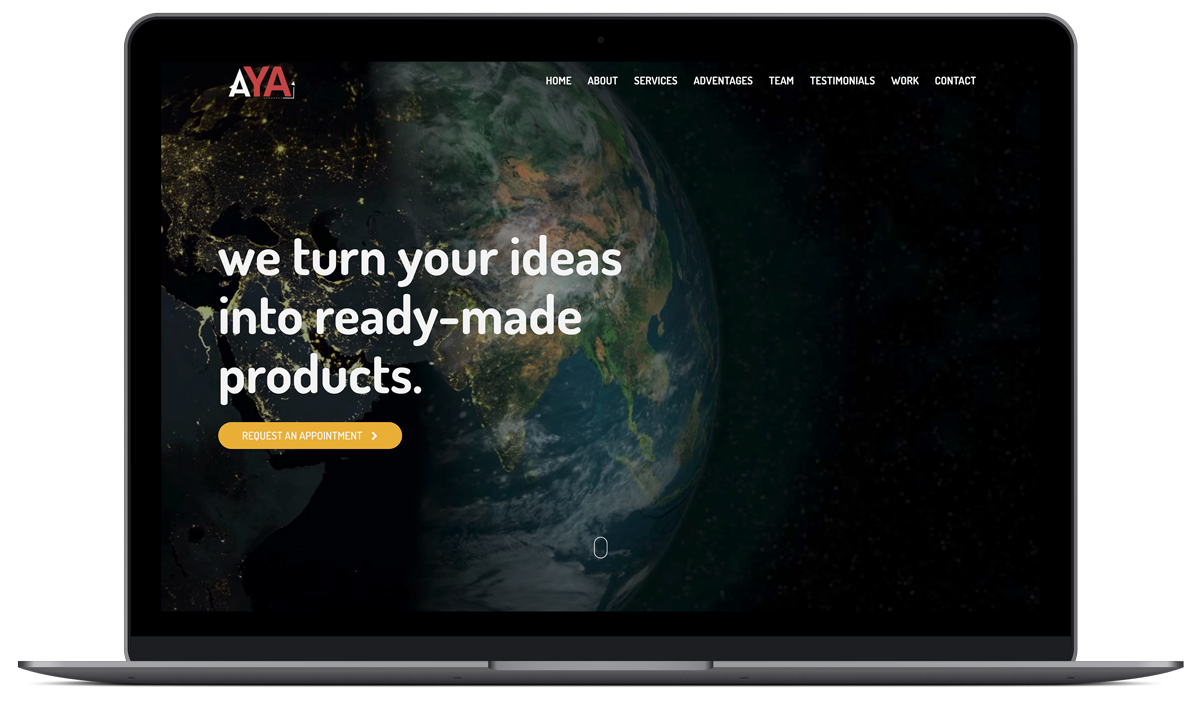 AYA
HOME ABOUT SERVICES ADVENTAGES TEAM TESTIMONIALS WORK CONTACT
we turn your ideas
into ready-made
products.
REQUEST AN APPOINTMENT